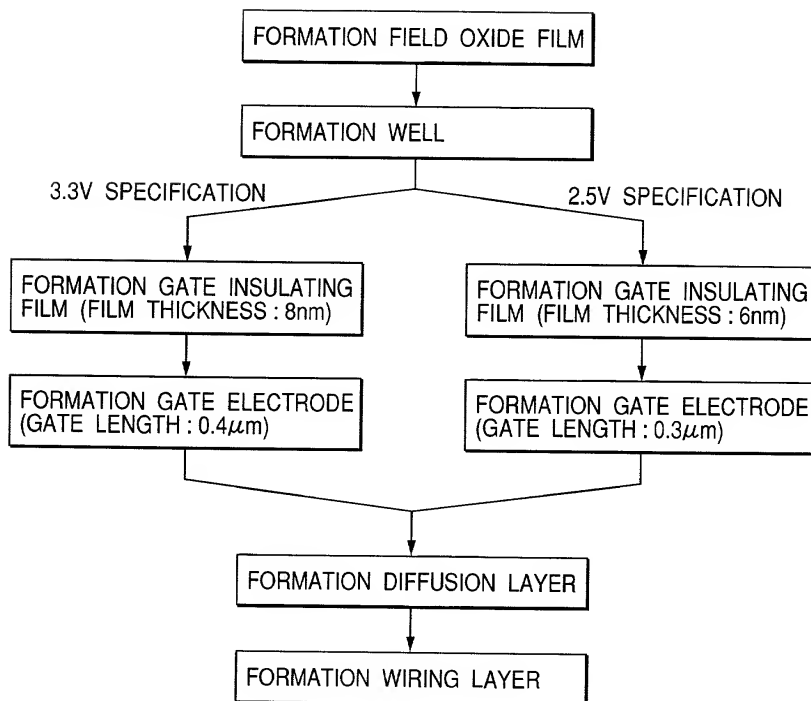 FORMATION FIELD OXIDE FILM
FORMATION WELL
3.3V SPECIFICATION
2.5V SPECIFICATION
FORMATION GATE INSULATING
FILM (FILM THICKNESS : 8nm)
FORMATION GATE INSULATING
FILM (FILM THICKNESS : 6nm)
FORMATION GATE ELECTRODE
(GATE LENGTH : 0.4μm)
FORMATION GATE ELECTRODE
(GATE LENGTH : 0.3μm)
FORMATION DIFFUSION LAYER
FORMATION WIRING LAYER